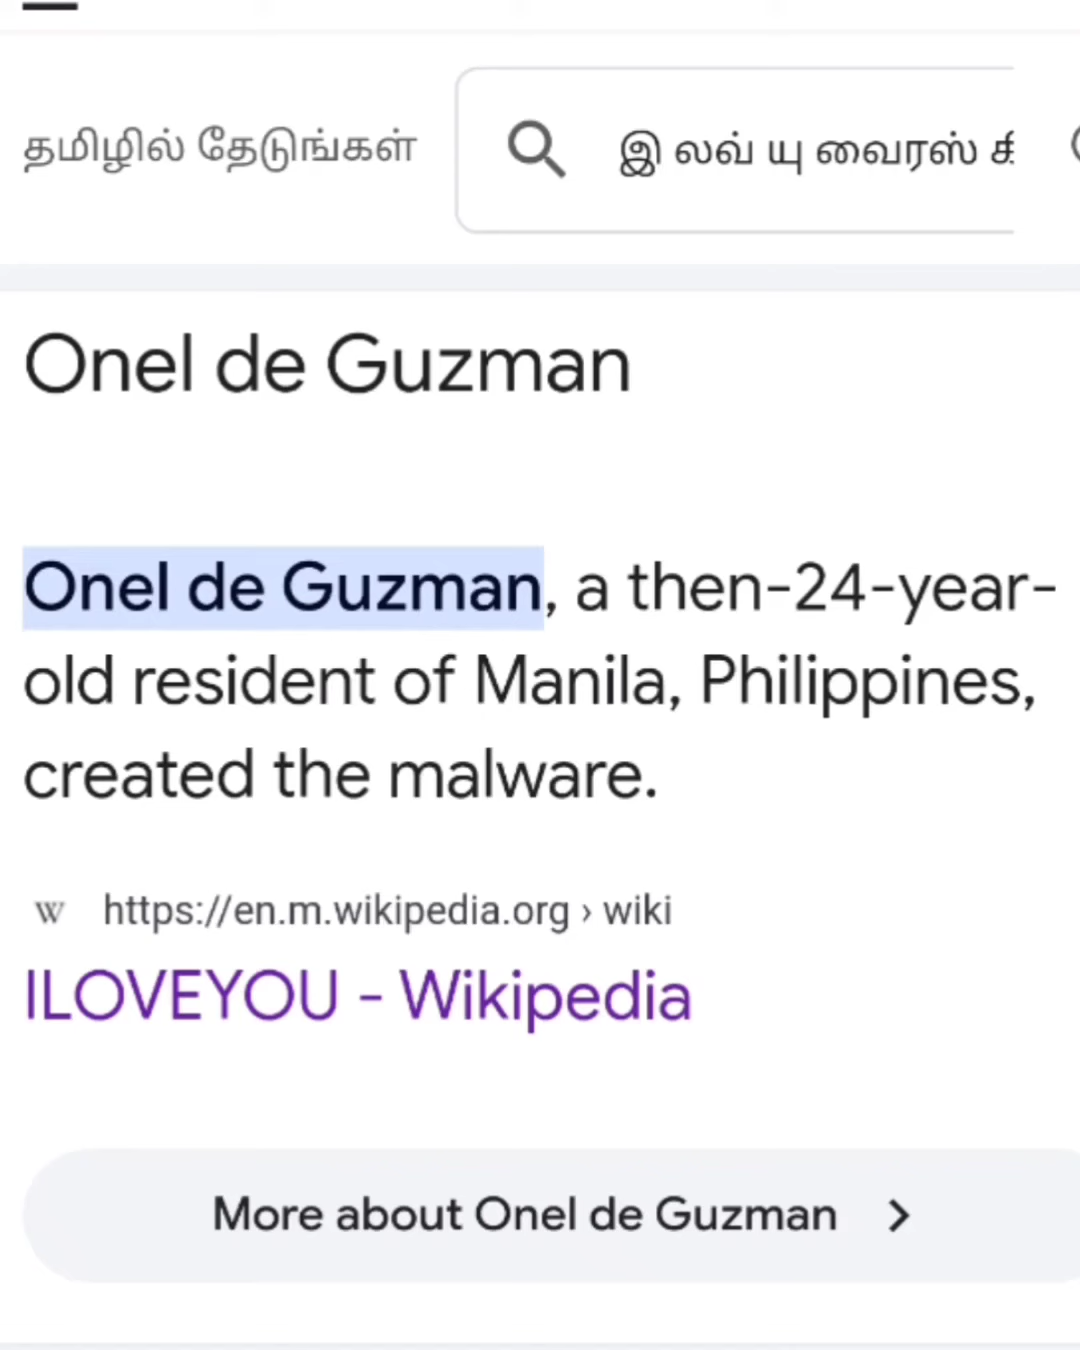 தமிழில் தேடுங்கள்
இ லவ் யு வைரஸ்
Onel de Guzman
Onel de Guzman, a then-24-year-
old resident of Manila, Philippines,
created the malware.
W https://en.m.wikipedia.org › wiki
ILOVEYOU - Wikipedia
More about Onel de Guzman >